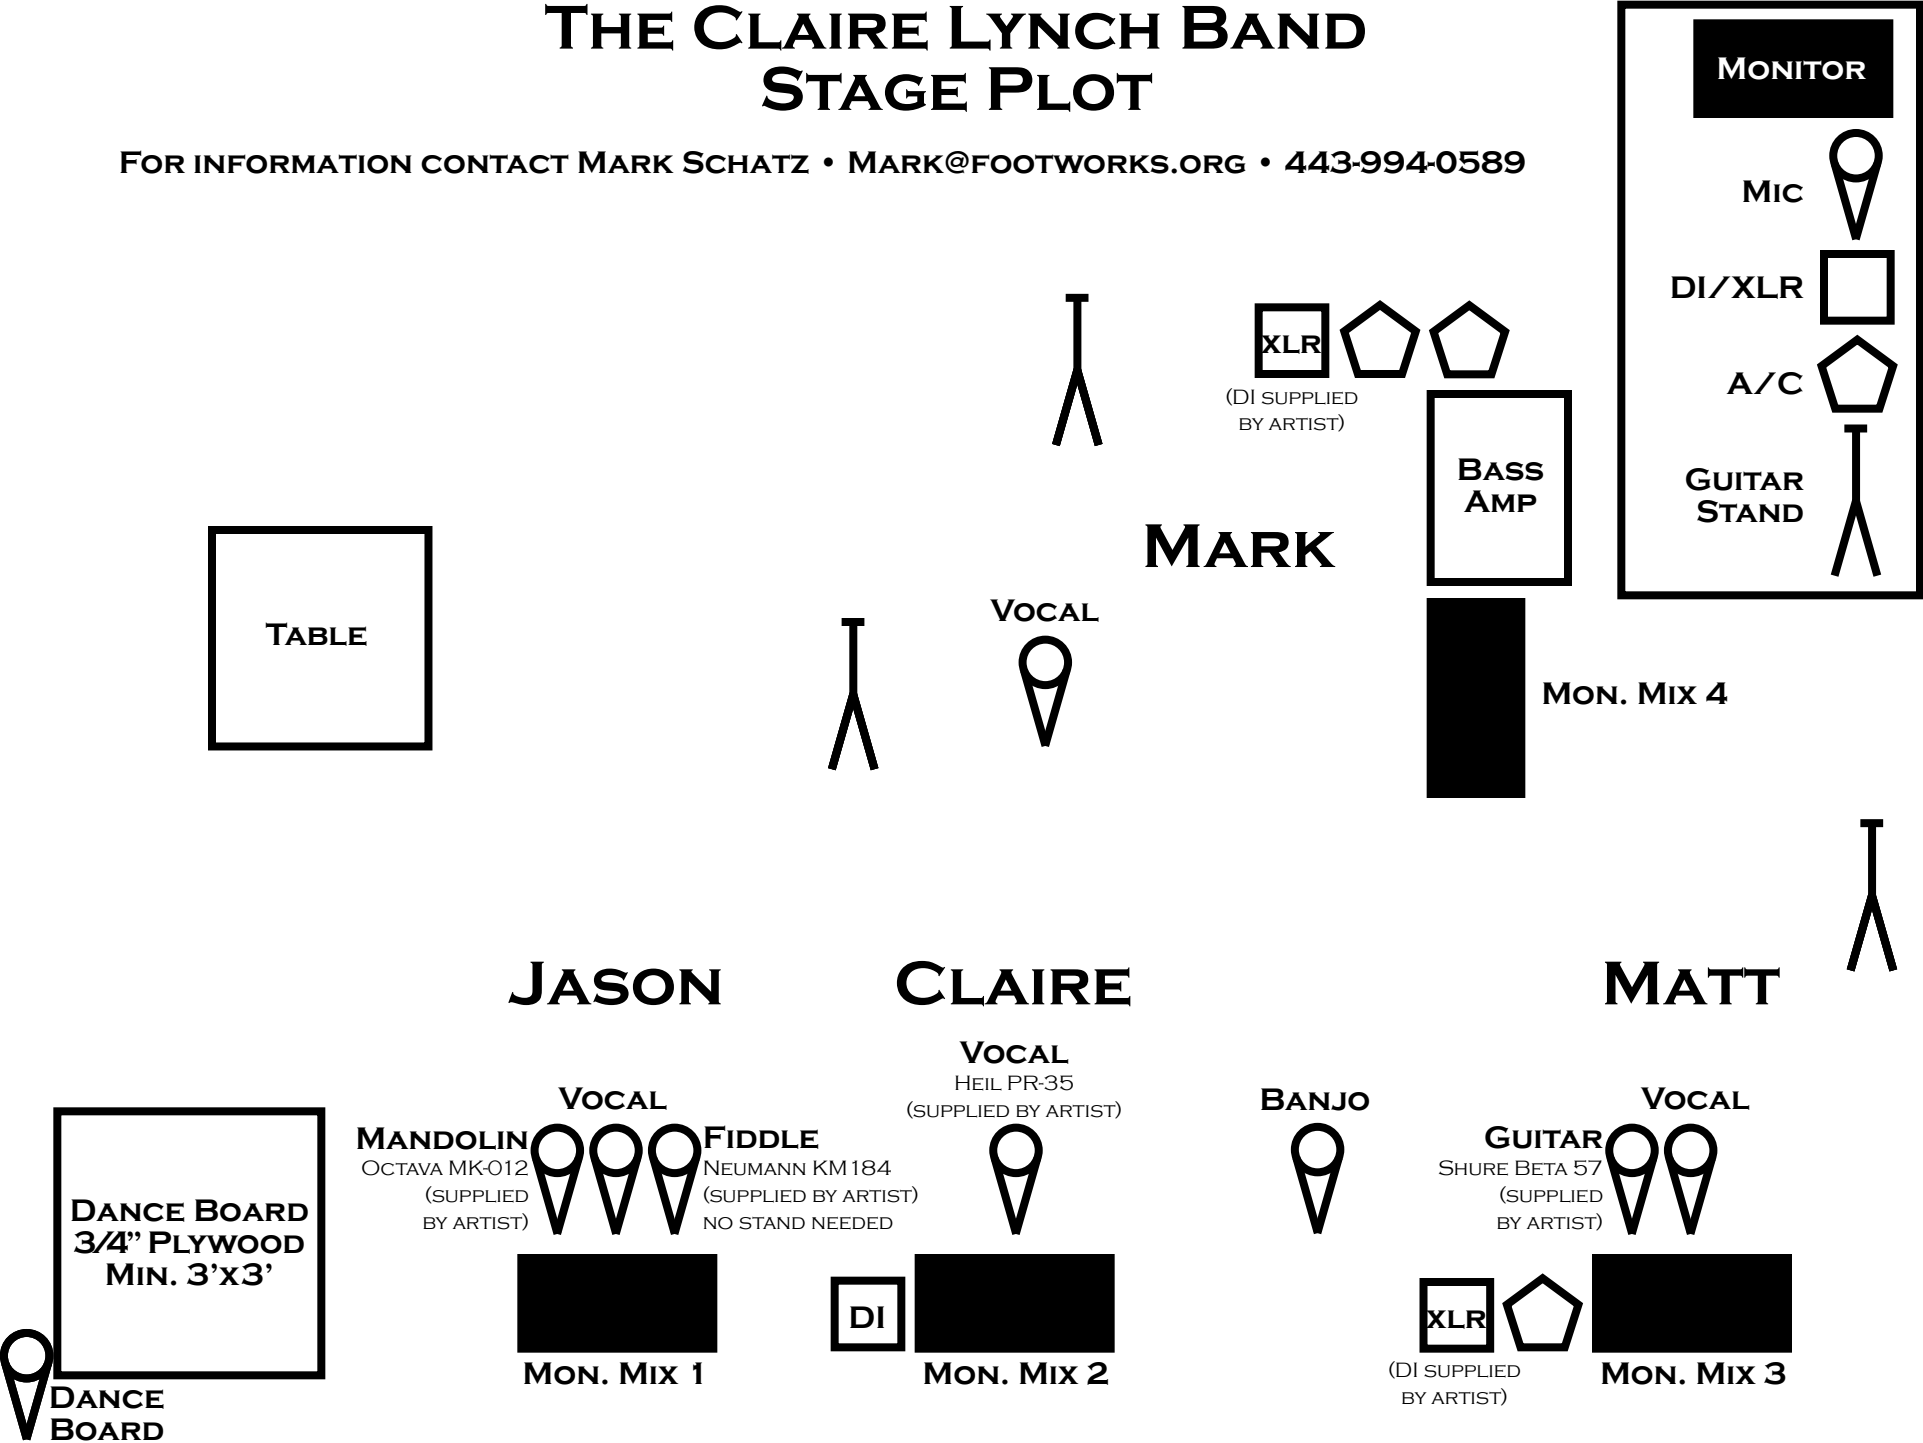 The Claire Lynch Band
Stage Plot
For information contact Mark Schatz • Mark@footworks.org • 443-994-0589
Monitor
Mic
DI/XLR
A/C
Guitar
Stand
XLR
(DI supplied
by artist)
Bass
Amp
Mark
Table
Vocal
Mon. Mix 4
Jason
Claire
Matt
Vocal
Mandolin
Octava MK-012
(supplied
by artist)
Fiddle
Neumann KM184
(supplied by artist)
no stand needed
Mon. Mix 1
Vocal
Heil PR-35
(supplied by artist)
DI
Mon. Mix 2
Banjo
Vocal
Guitar
Shure Beta 57
(supplied
by artist)
XLR
(DI supplied
by artist)
Mon. Mix 3
Dance Board
3/4” Plywood
Min. 3’x3’
Dance
Board